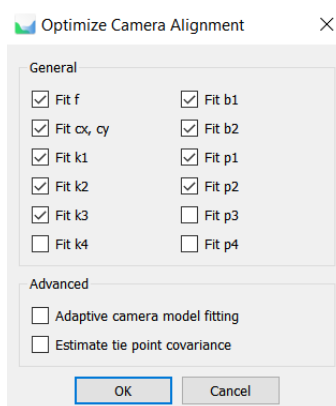 Optimize Camera Alignment
General
Fit f
Fit b1
Fit cx, cy
Fit b2
Fit k1
Fit p1
Fit k2
Fit p2
Fit k3
Fit p3
Fit k4
Fit p4
Advanced
Adaptive camera model fitting
Estimate tie point covariance
OK
Cancel